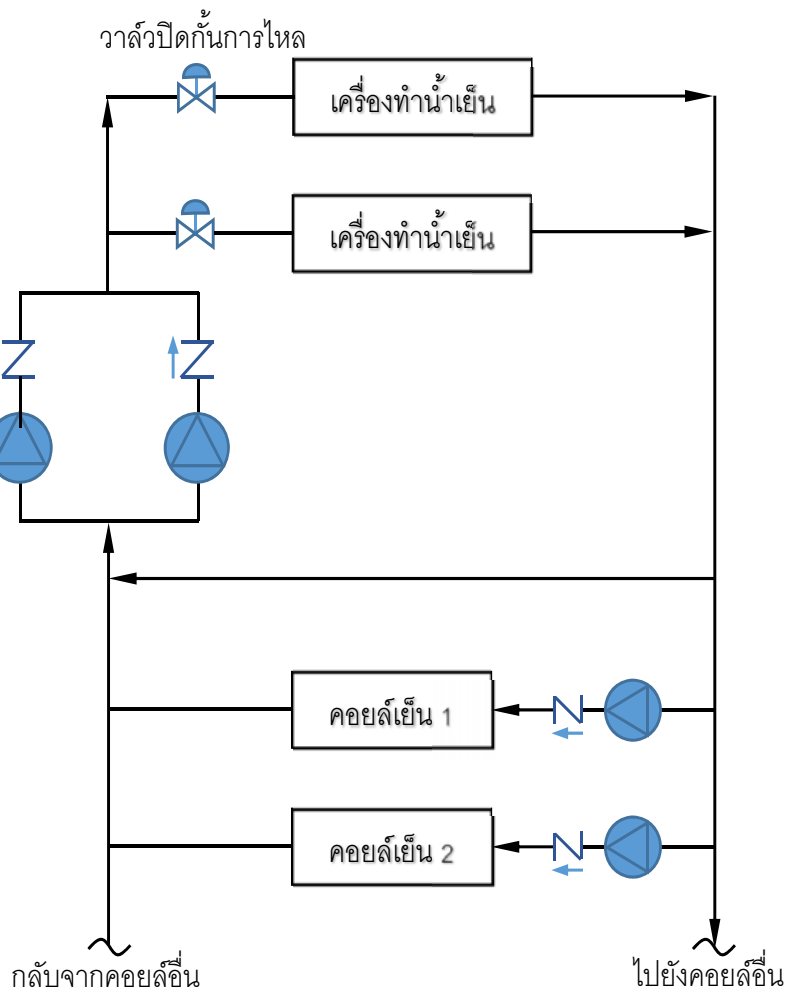 วาล์วปิดกั้นการไหล
เครื่องทำน้ำเย็น
เครื่องทำน้ำเย็น
คอยล์เย็น 1
คอยล์เย็น 2
กลับจากคอยล์อื่น
ไปยังคอยล์อื่น